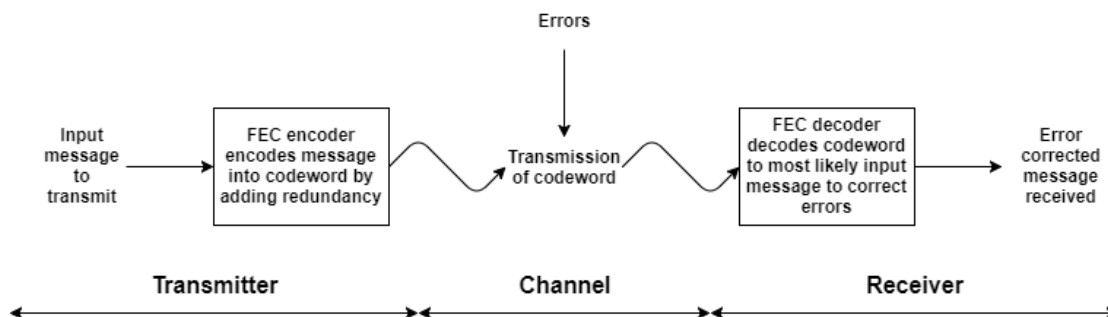 Errors
Input
message
to
transmit
FEC encoder
encodes message
into codeword by
adding redundancy
Transmission
of codeword
FEC decoder
decodes codeword
to most likely input
message to correct
errors
Error
corrected
message
received
Transmitter
Channel
Receiver